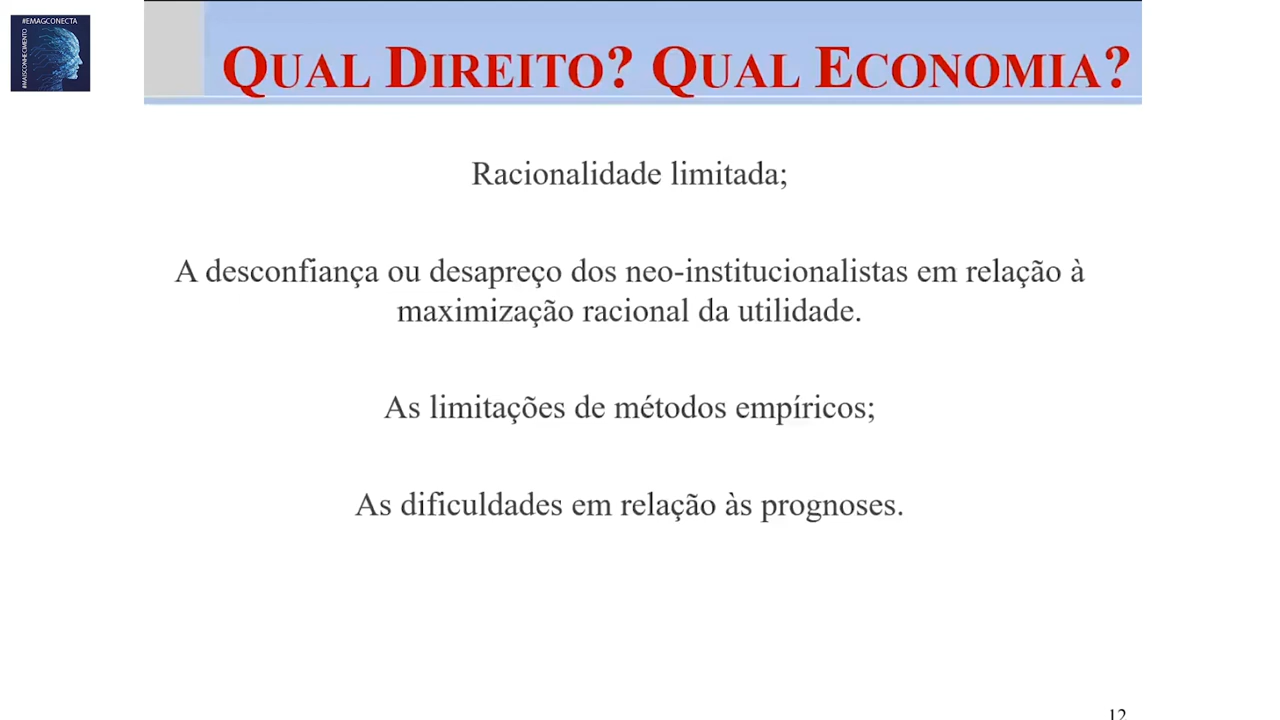 #EMAGCONECTA
#MAISCONHECIMENTO
QUAL DIREITO? QUAL ECONOMIA?
Racionalidade limitada;
A desconfiança ou desapreço dos neo-institucionalistas em relação à
maximização racional da utilidade.
As limitações de métodos empíricos;
As dificuldades em relação às prognoses.
12